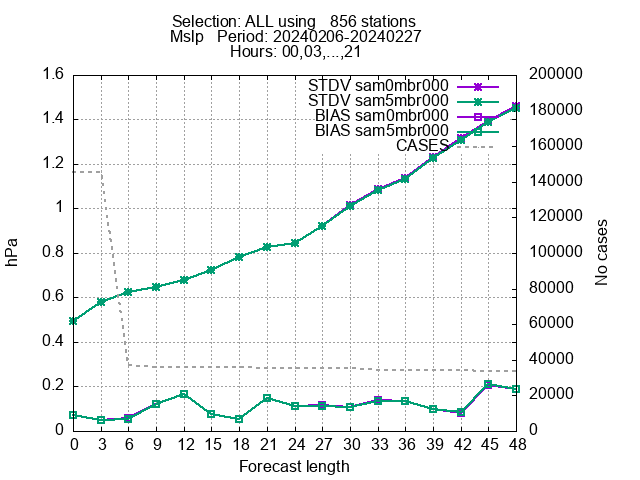 Selection: ALL using   856 stations
Mslp   Period: 20240206-20240227
Hours: 00,03,...,21
STDV sam0mbr000
STDV sam5mbr000
BIAS sam0mbr000
BIAS sam5mbr000
CASES
hPa
1.6
1.4
1.2
1
0.8
0.6
0.4
0.2
0
No cases
200000
180000
160000
140000
120000
100000
80000
60000
40000
20000
0
0 3 6 9 12 15 18 21 24 27 30 33 36 39 42 45 48
Forecast length